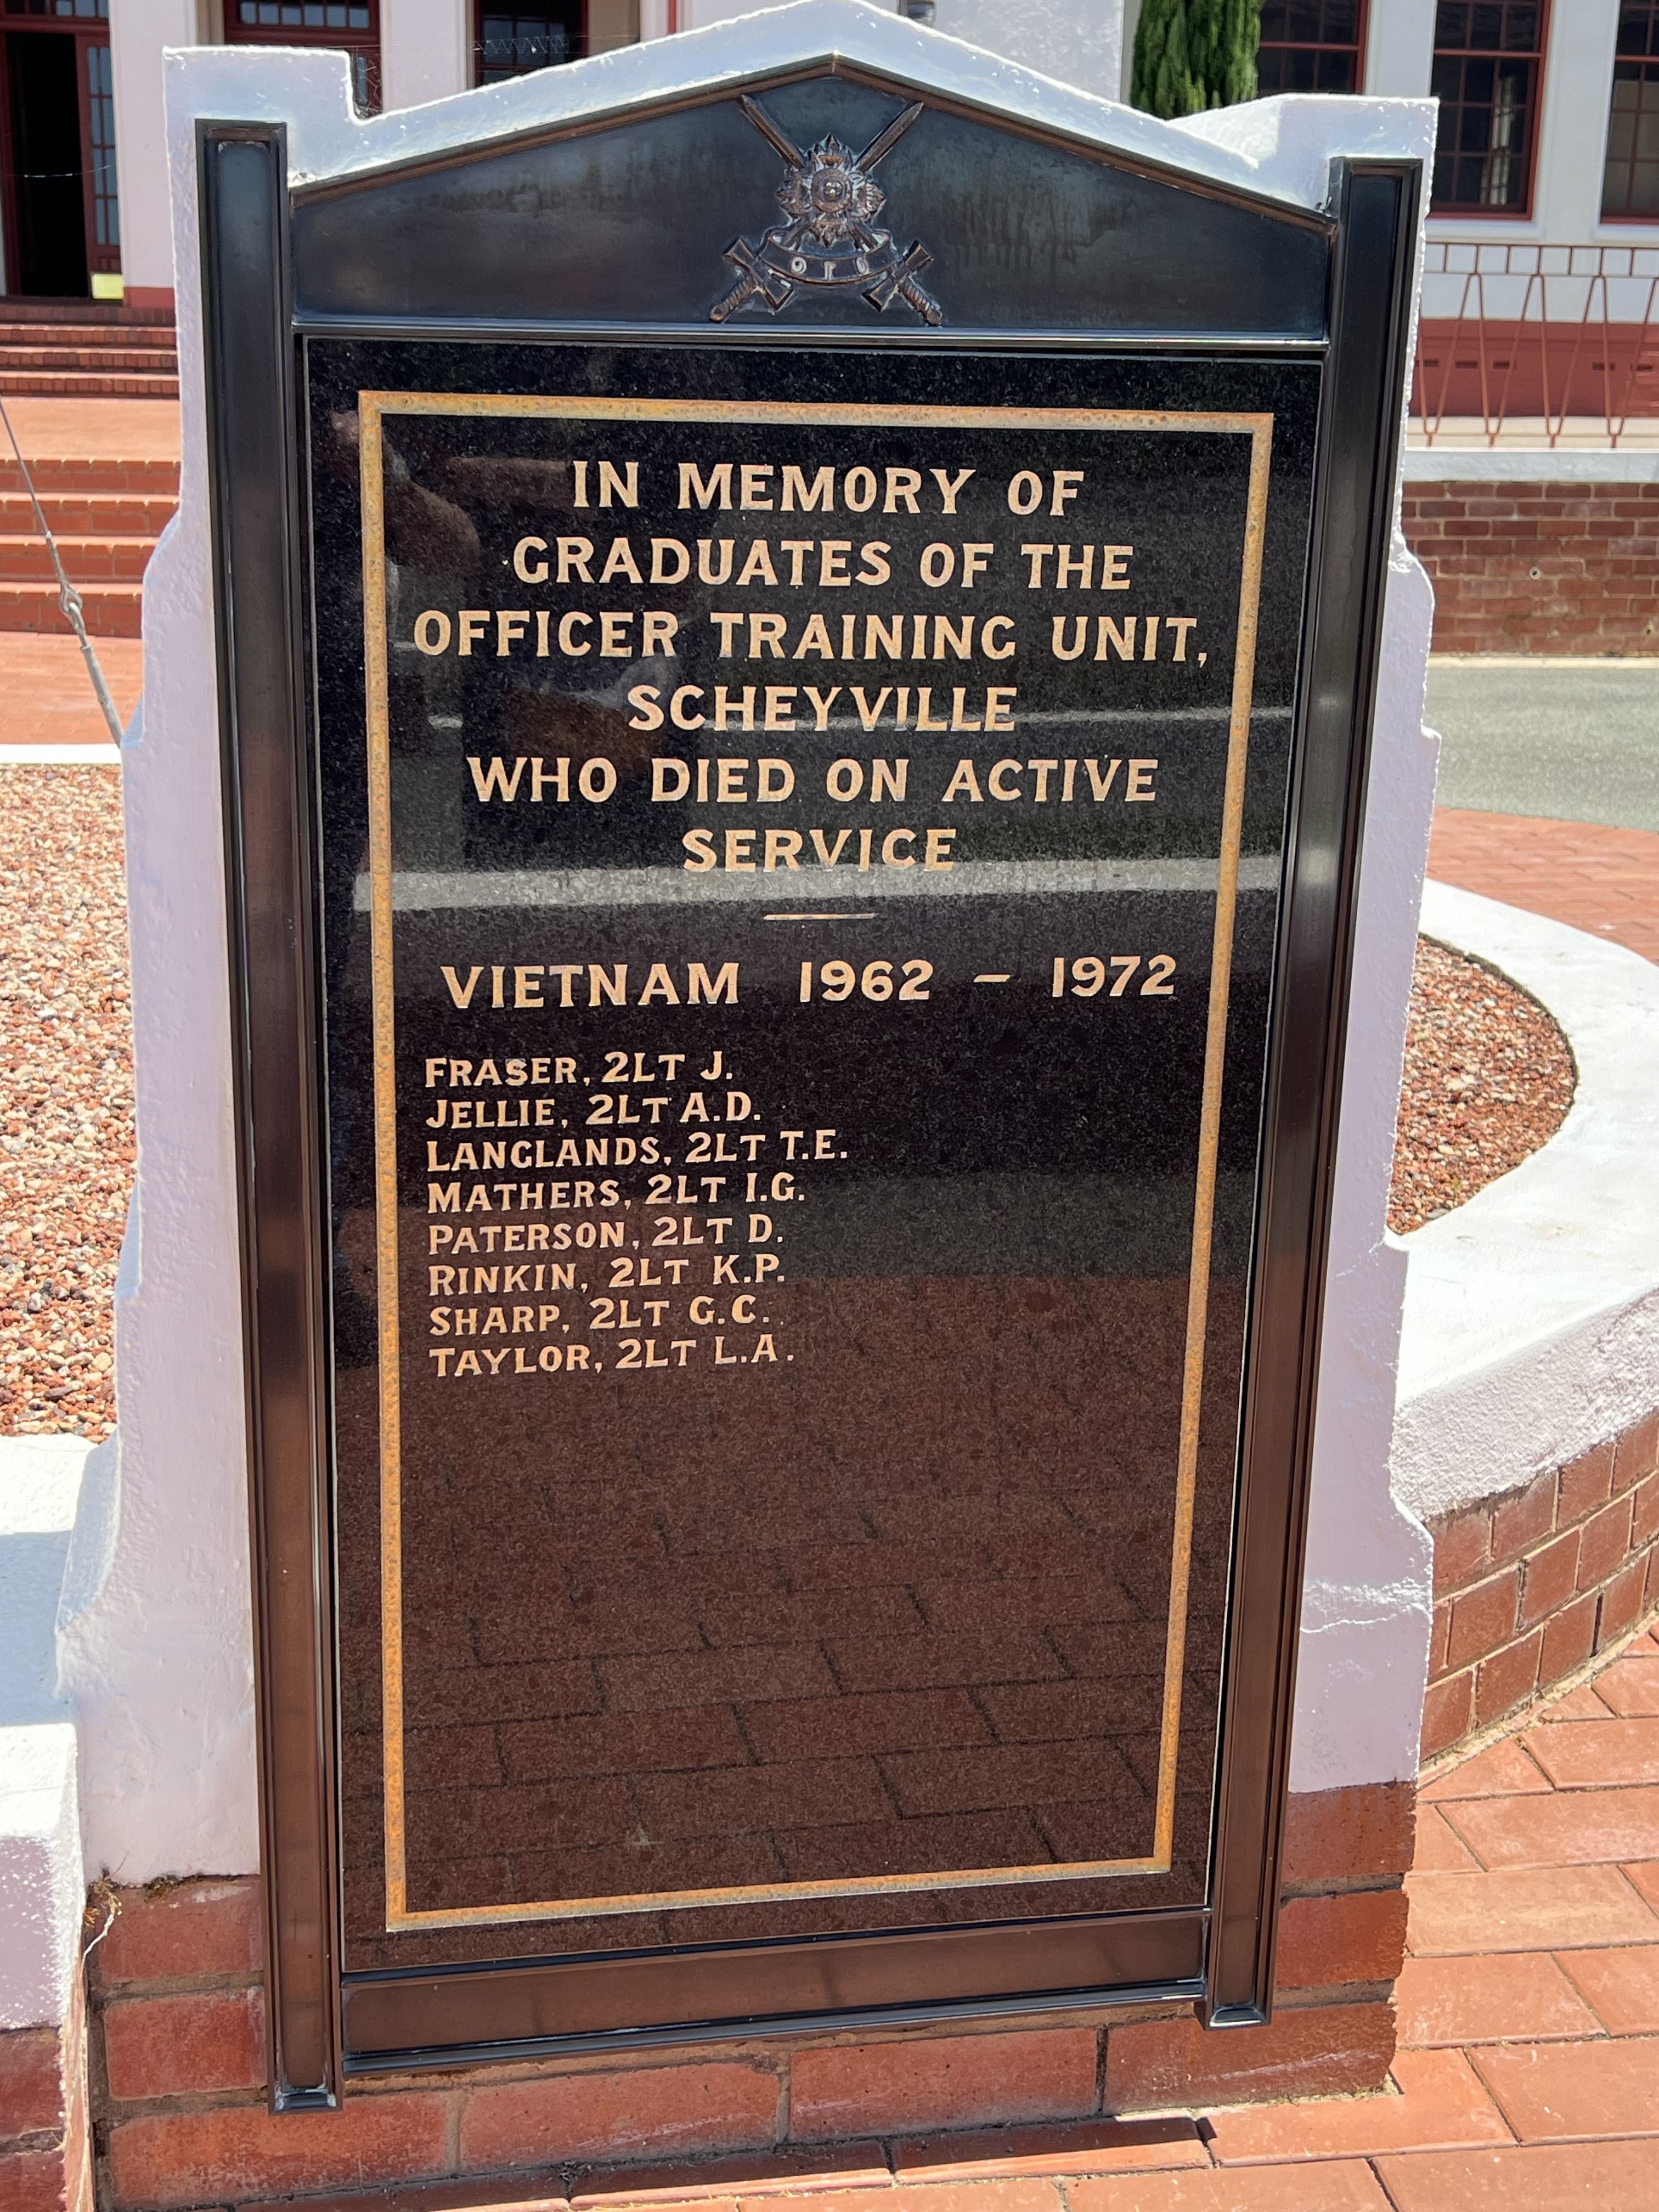 OTU
IN MEMORY OF
GRADUATES OF THE
OFFICER TRAINING UNIT,
SCHEYVILLE
WHO DIED ON ACTIVE
SERVICE
VIETNAM 1962 – 1972
FRASER, 2LT J.
JELLIE, 2LT A.D.
LANGLANDS, 2LT T.E.
MATHERS, 2LT I.G.
PATERSON, 2LT D.
RINKIN, 2LT K.P.
SHARP, 2LT G.C.
TAYLOR, 2LT L.A.